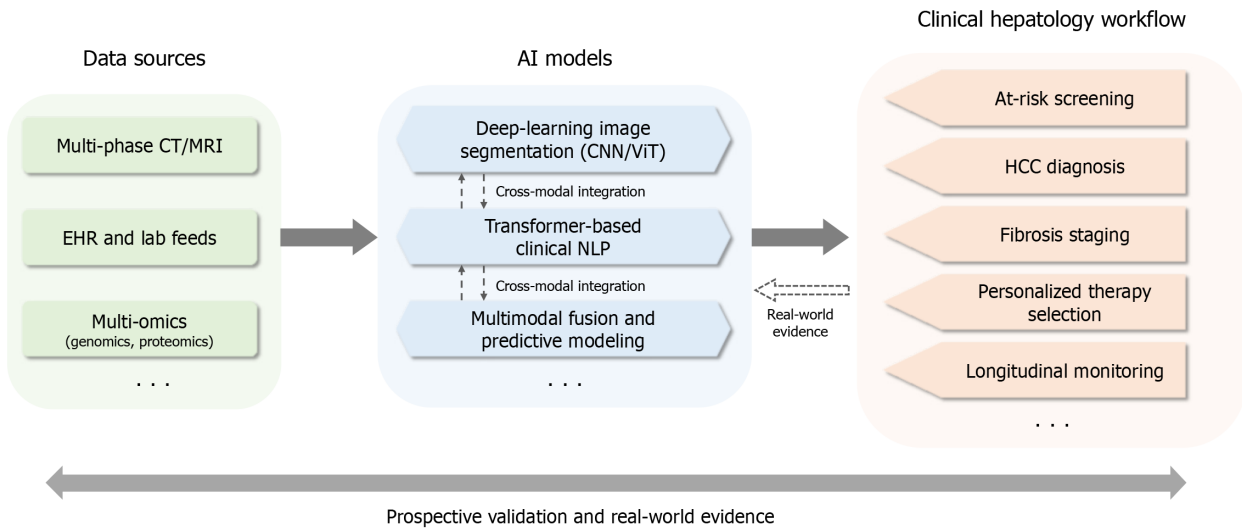 Data sources
Multi-phase CT/MRI
EHR and lab feeds
Multi-omics
(genomics, proteomics)
. . .
AI models
Deep-learning image
segmentation (CNN/ViT)
Cross-modal integration
Transformer-based
clinical NLP
Cross-modal integration
Multimodal fusion and
predictive modeling
. . .
Real-world
evidence
Clinical hepatology workflow
At-risk screening
HCC diagnosis
Fibrosis staging
Personalized therapy
selection
Longitudinal monitoring
. . .
Prospective validation and real-world evidence